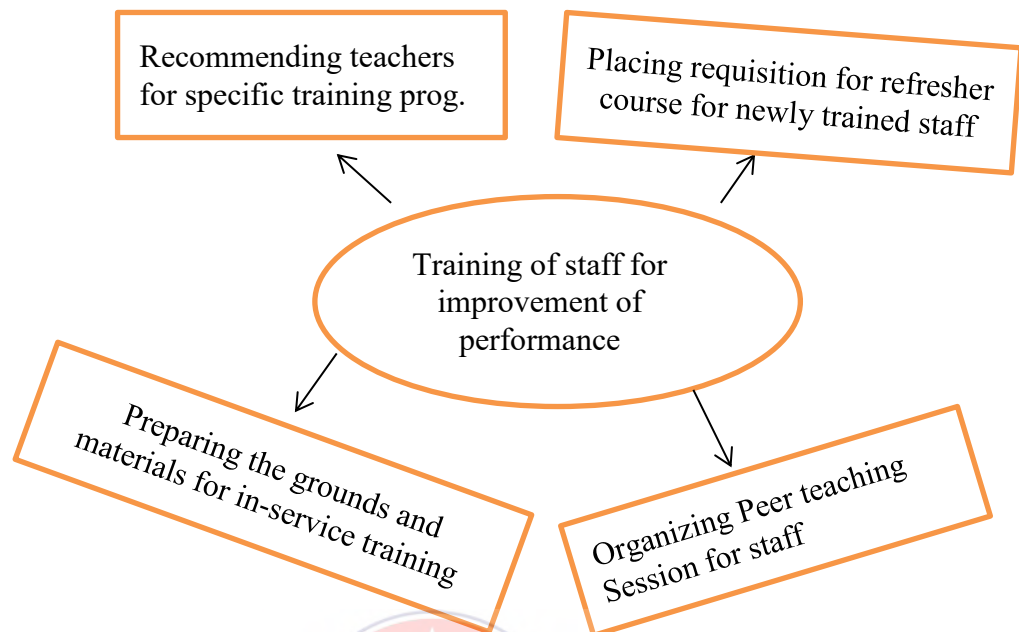 Recommending teachers
for specific training prog.
Placing requisition for refresher
course for newly trained staff
Training of staff for
improvement of
performance
Preparing the grounds and
materials for in-service training
Organizing Peer teaching
Session for staff